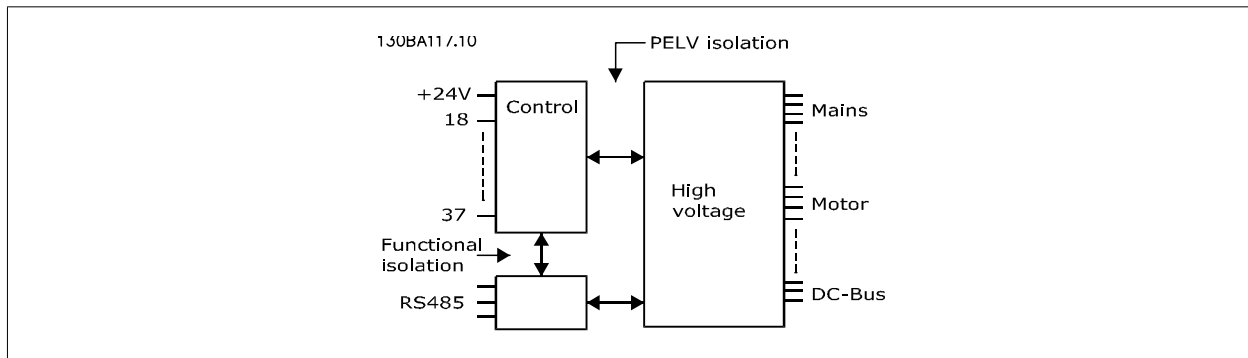 130BA117.10
PELV isolation
+24V
Control
18
Mains
High
voltage
37
Motor
Functional
isolation
RS485
DC-Bus